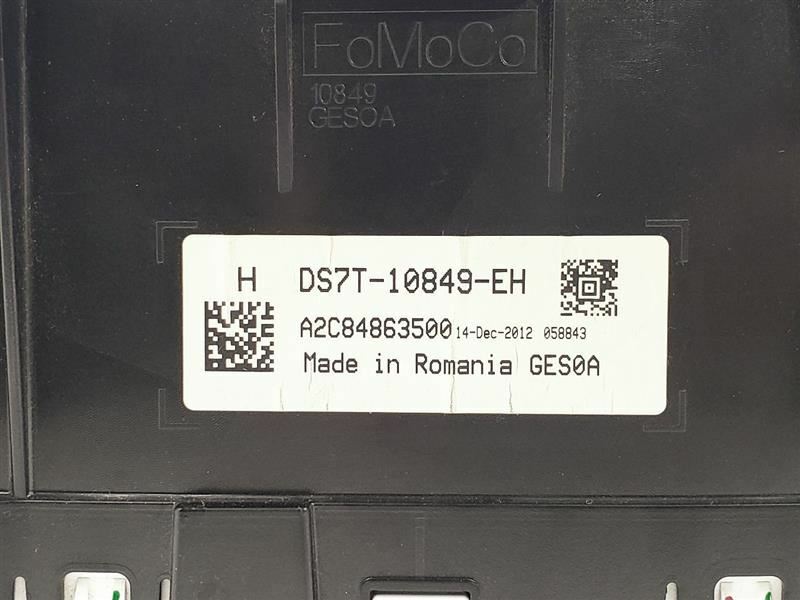 FoMoCo
10849
GES0A
H DS7T-10849-EH
A2C84863500 14-Dec-2012 058843
Made in Romania GES0A